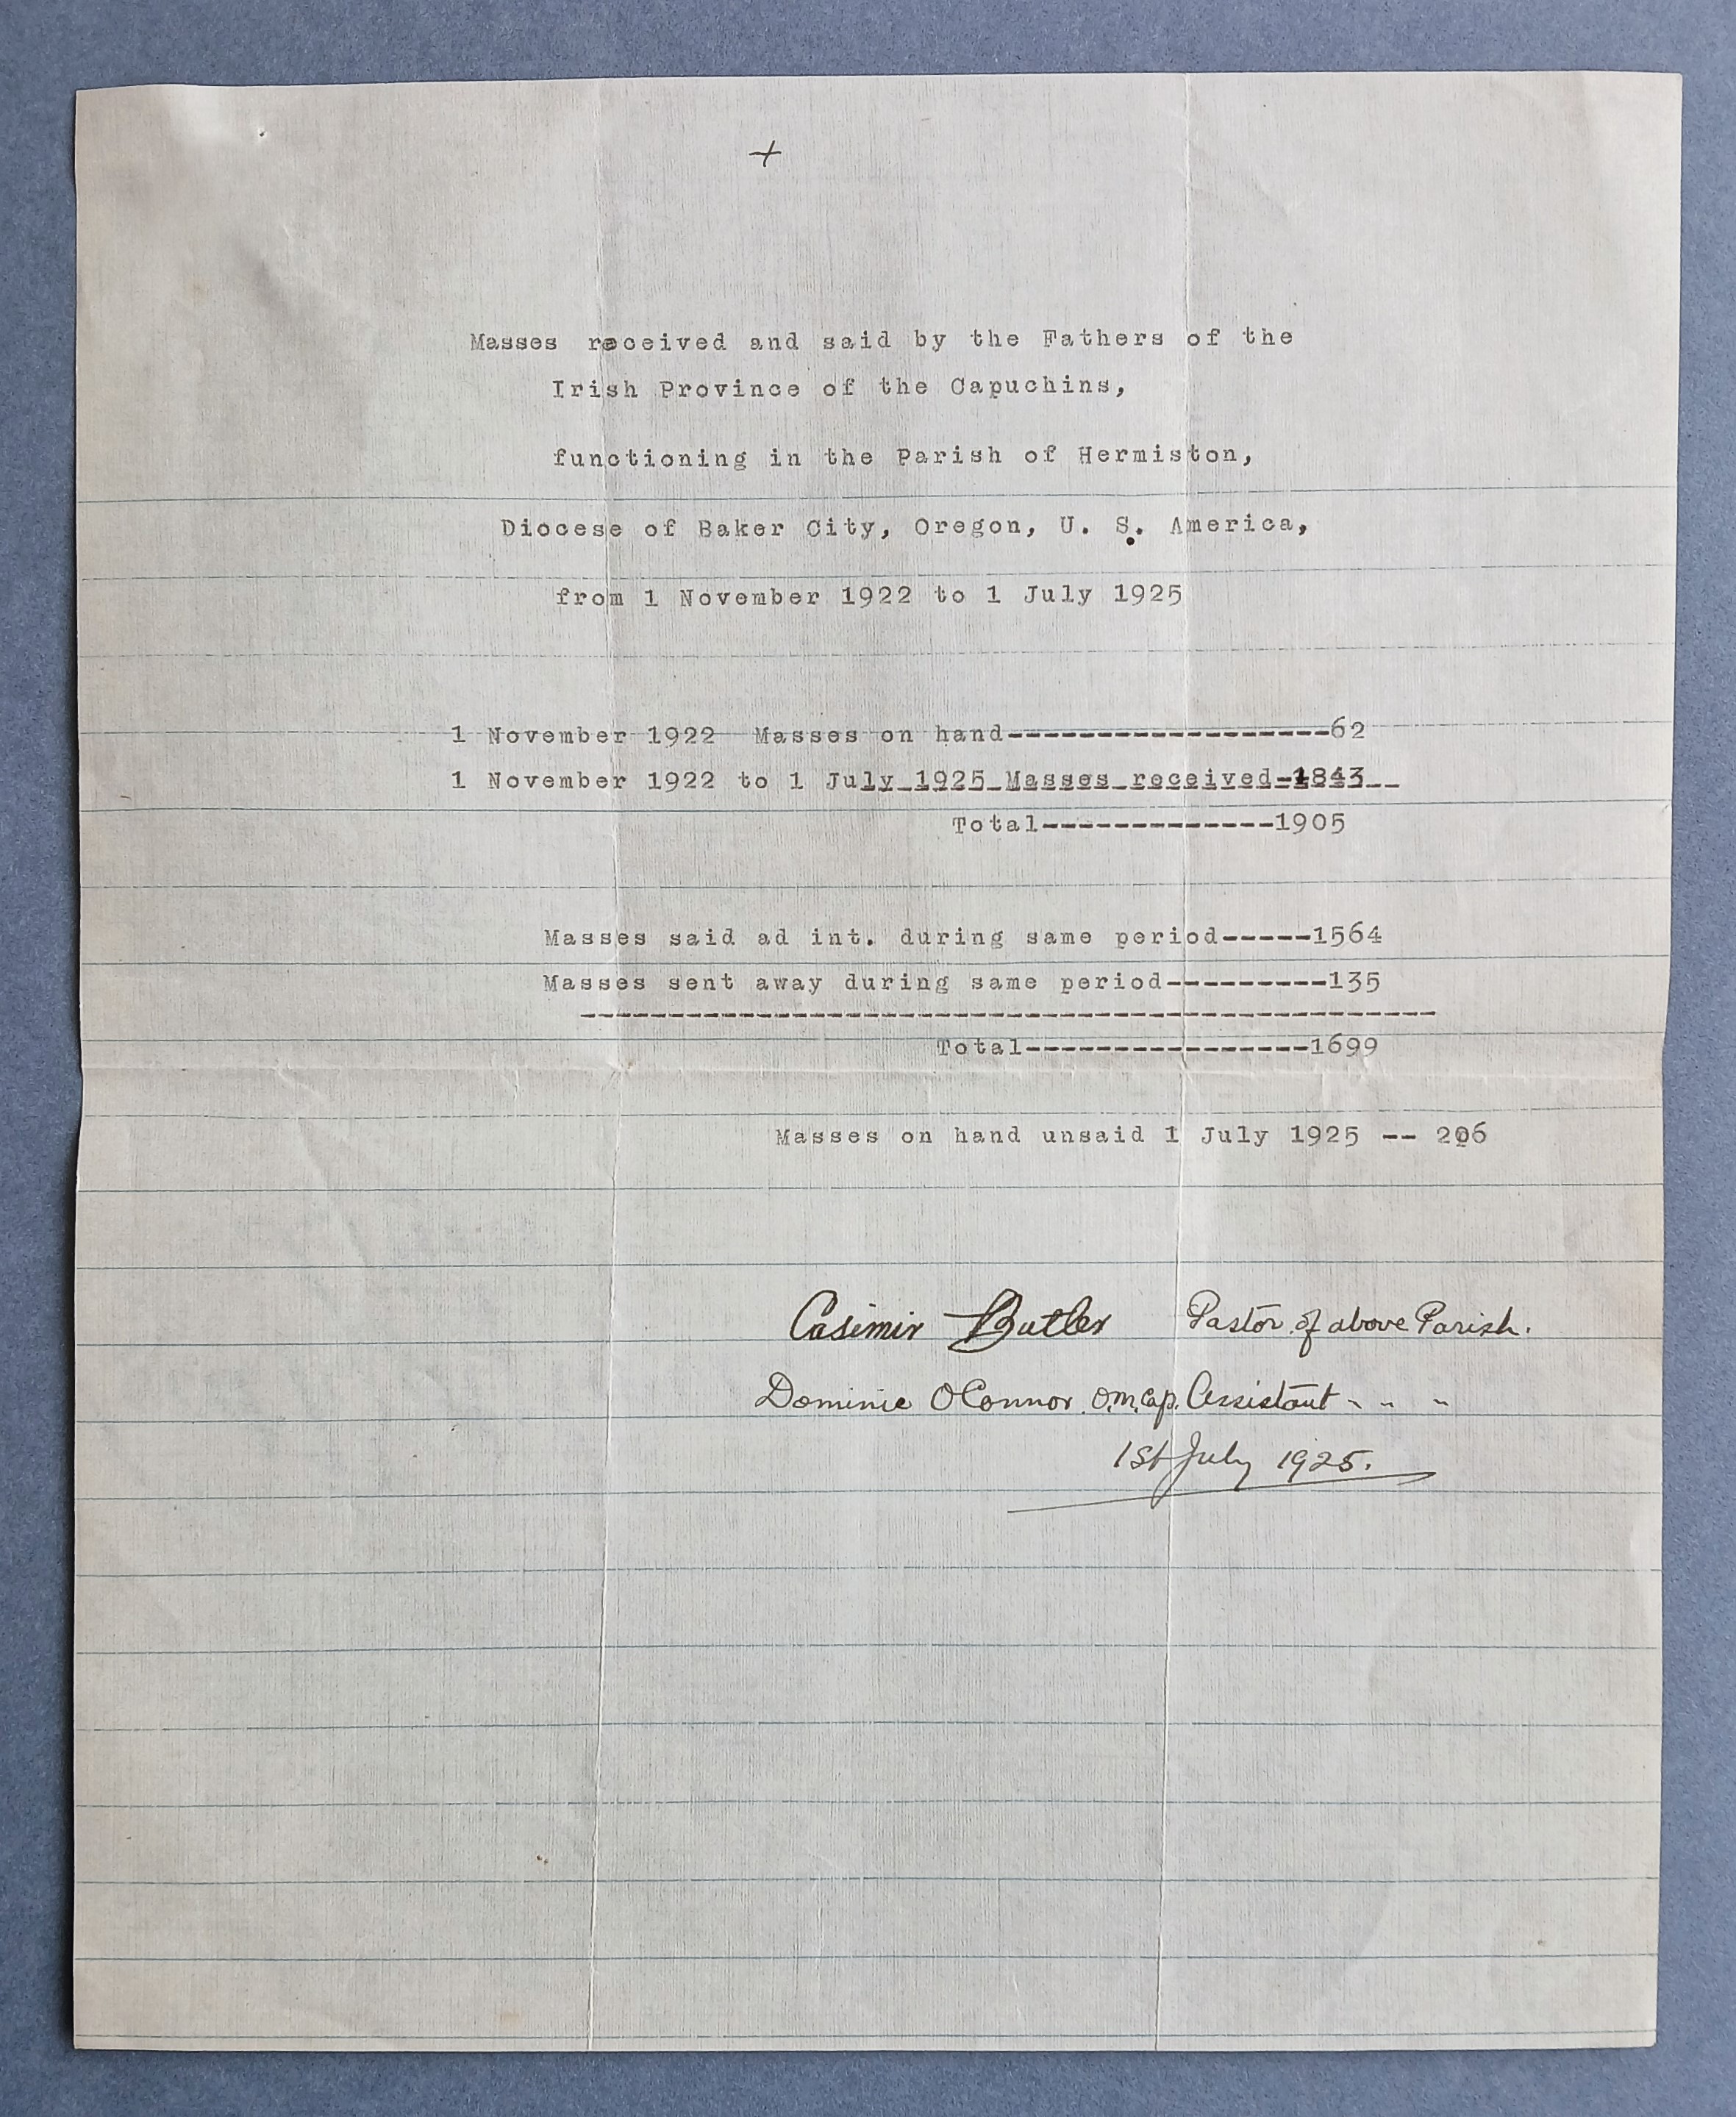 +
Masses received and said by the Fathers of the
Irish Province of the Capuchins,
functioning in the Parish of Hermiston,
Diocese of Baker City, Oregon, U. S. America,
from 1 November 1922 to 1 July 1925
1 November 1922 Masses on hand------------------62
1 November 1922 to 1 July 1925 Masses received-1843
Total-------------1905
Masses said ad int. during same period-----1564
Masses sent away during same period---------135
------------------------------------------------
Total----------------1699
Masses on hand unsaid 1 July 1925 -- 206
Casimir Butler Pastor of above Parish.
Dominic O'Connor O.M.Cap. Assistant " " "
1st July 1925.